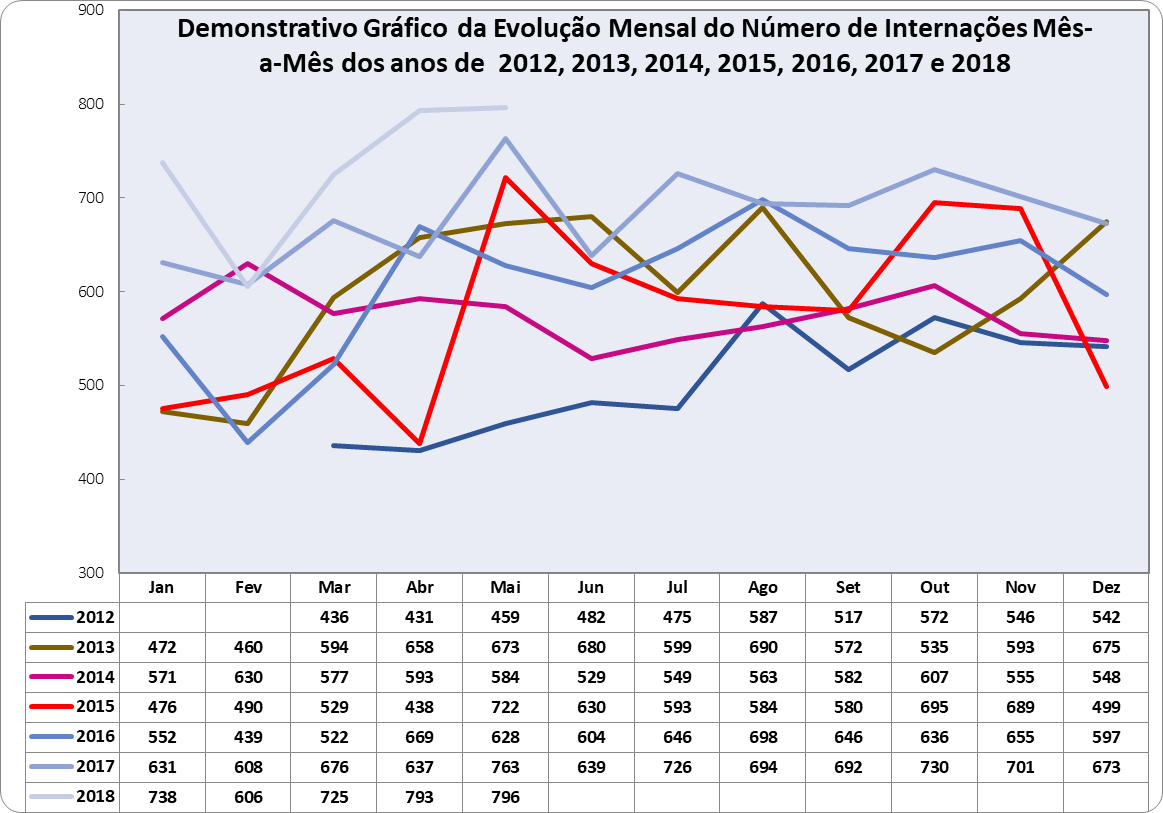 Demonstrativo Gráfico da Evolução Mensal do Número de Internações Mês-
a-Mês dos anos de 2012, 2013, 2014, 2015, 2016, 2017 e 2018
900
800
700
600
500
400
300
Jan Fev Mar Abr Mai Jun Jul Ago Set Out Nov Dez
2012 436 431 459 482 475 587 517 572 546 542
2013 472 460 594 658 673 680 599 690 572 535 593 675
2014 571 630 577 593 584 529 549 563 582 607 555 548
2015 476 490 529 438 722 630 593 584 580 695 689 499
2016 552 439 522 669 628 604 646 698 646 636 655 597
2017 631 608 676 637 763 639 726 694 692 730 701 673
2018 738 606 725 793 796